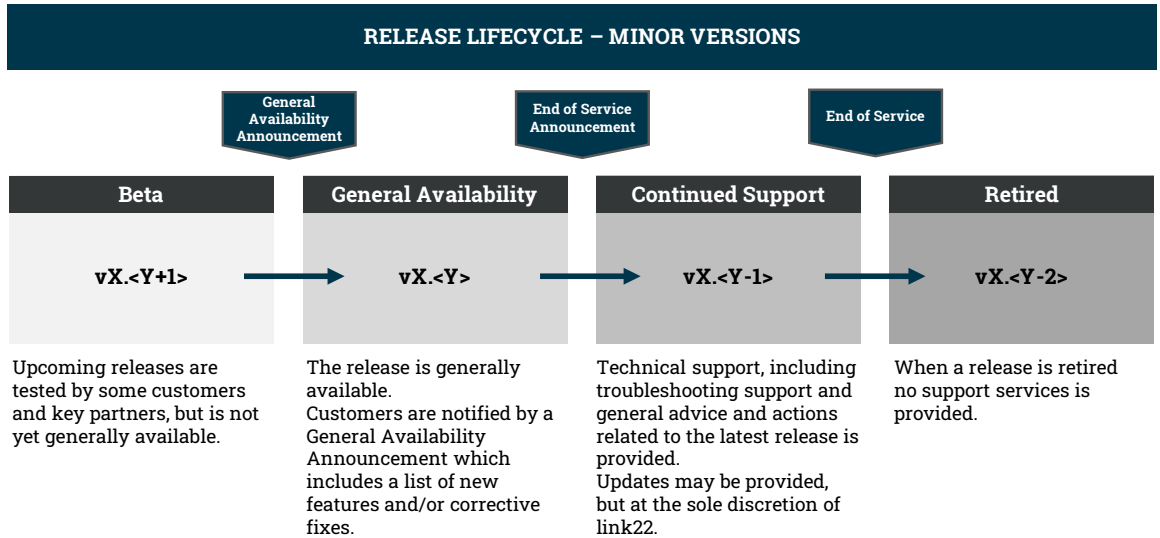 RELEASE LIFECYCLE – MINOR VERSIONS
General
Availability
Announcement
End of Service
Announcement
End of Service
Beta
General Availability
Continued Support
Retired
vX.<Y+1>
vX.<Y>
vX.<Y-1>
vX.<Y-2>
Upcoming releases are
tested by some customers
and key partners, but is not
yet generally available.
The release is generally
available.
Customers are notified by a
General Availability
Announcement which
includes a list of new
features and/or corrective
fixes.
Technical support, including
troubleshooting support and
general advice and actions
related to the latest release is
provided.
Updates may be provided,
but at the sole discretion of
link22.
When a release is retired
no support services is
provided.